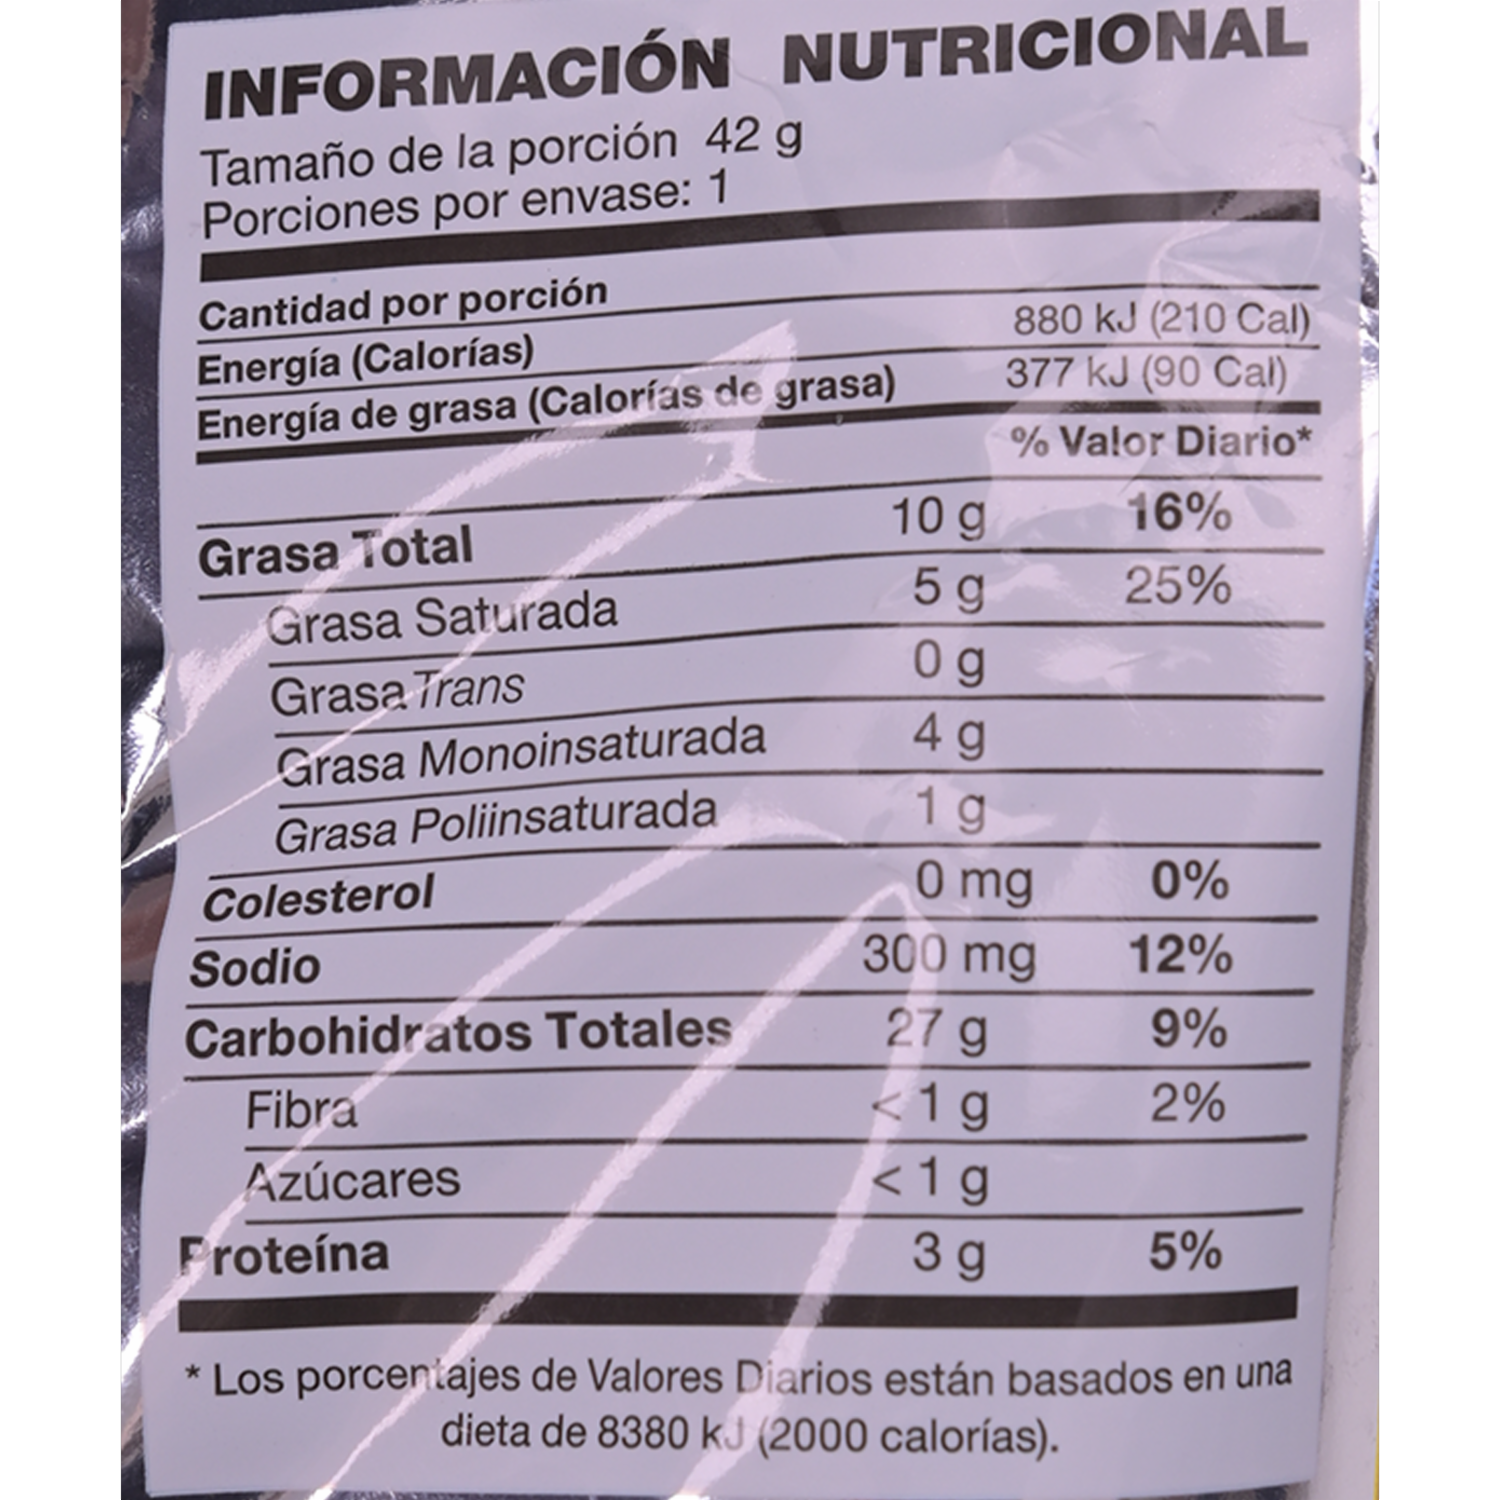 INFORMACIÓN NUTRICIONAL
Tamaño de la porción 42 g
Porciones por envase: 1
Cantidad por porción
Energía (Calorías) 880 kJ (210 Cal)
Energía de grasa (Calorías de grasa) 377 kJ (90 Cal)
% Valor Diario*
Grasa Total 10 g 16%
Grasa Saturada 5 g 25%
Grasa Trans 0 g
Grasa Monoinsaturada 4 g
Grasa Poliinsaturada 1 g
Colesterol 0 mg 0%
Sodio 300 mg 12%
Carbohidratos Totales 27 g 9%
Fibra < 1 g 2%
Azúcares < 1 g
Proteína 3 g 5%
* Los porcentajes de Valores Diarios están basados en una
dieta de 8380 kJ (2000 calorías).